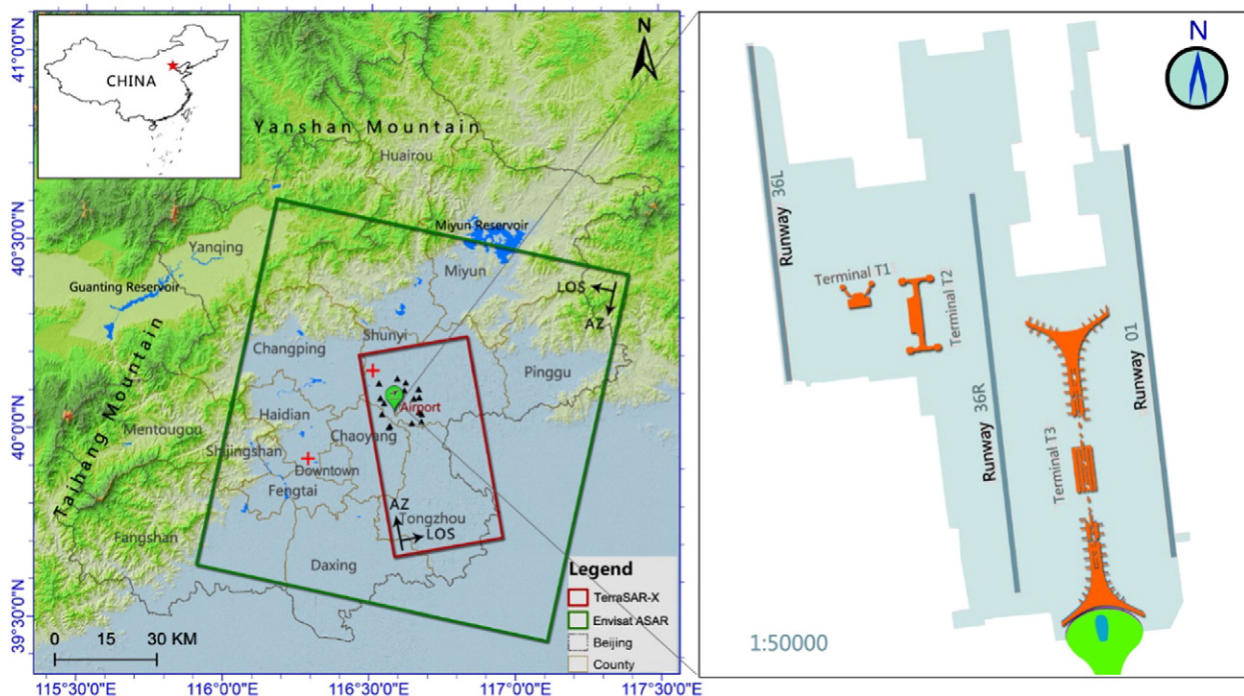 CHINA
N
Yanshan Mountain
Huairou
Miyun Reservoir
Yanqing
Miyun
Guanting Reservoir
LOS
AZ
Shunyi
Changping
Pinggu
Airport
Haidian
Taihang Mountain
Mentougou
Chaoyang
Shijingshan
Downtown
Fengtai
AZ
Tongzhou
LOS
Fangshan
Daxing
Legend
TerraSAR-X
Envisat ASAR
Beijing
County
0 15 30 KM
41°0'0"N
40°30'0"N
40°0'0"N
39°30'0"N
115°30'0"E 116°0'0"E 116°30'0"E 117°0'0"E 117°30'0"E
N
Runway 36L
Terminal T1
Terminal T2
Runway 36R
Runway 01
Terminal T3
1:50000